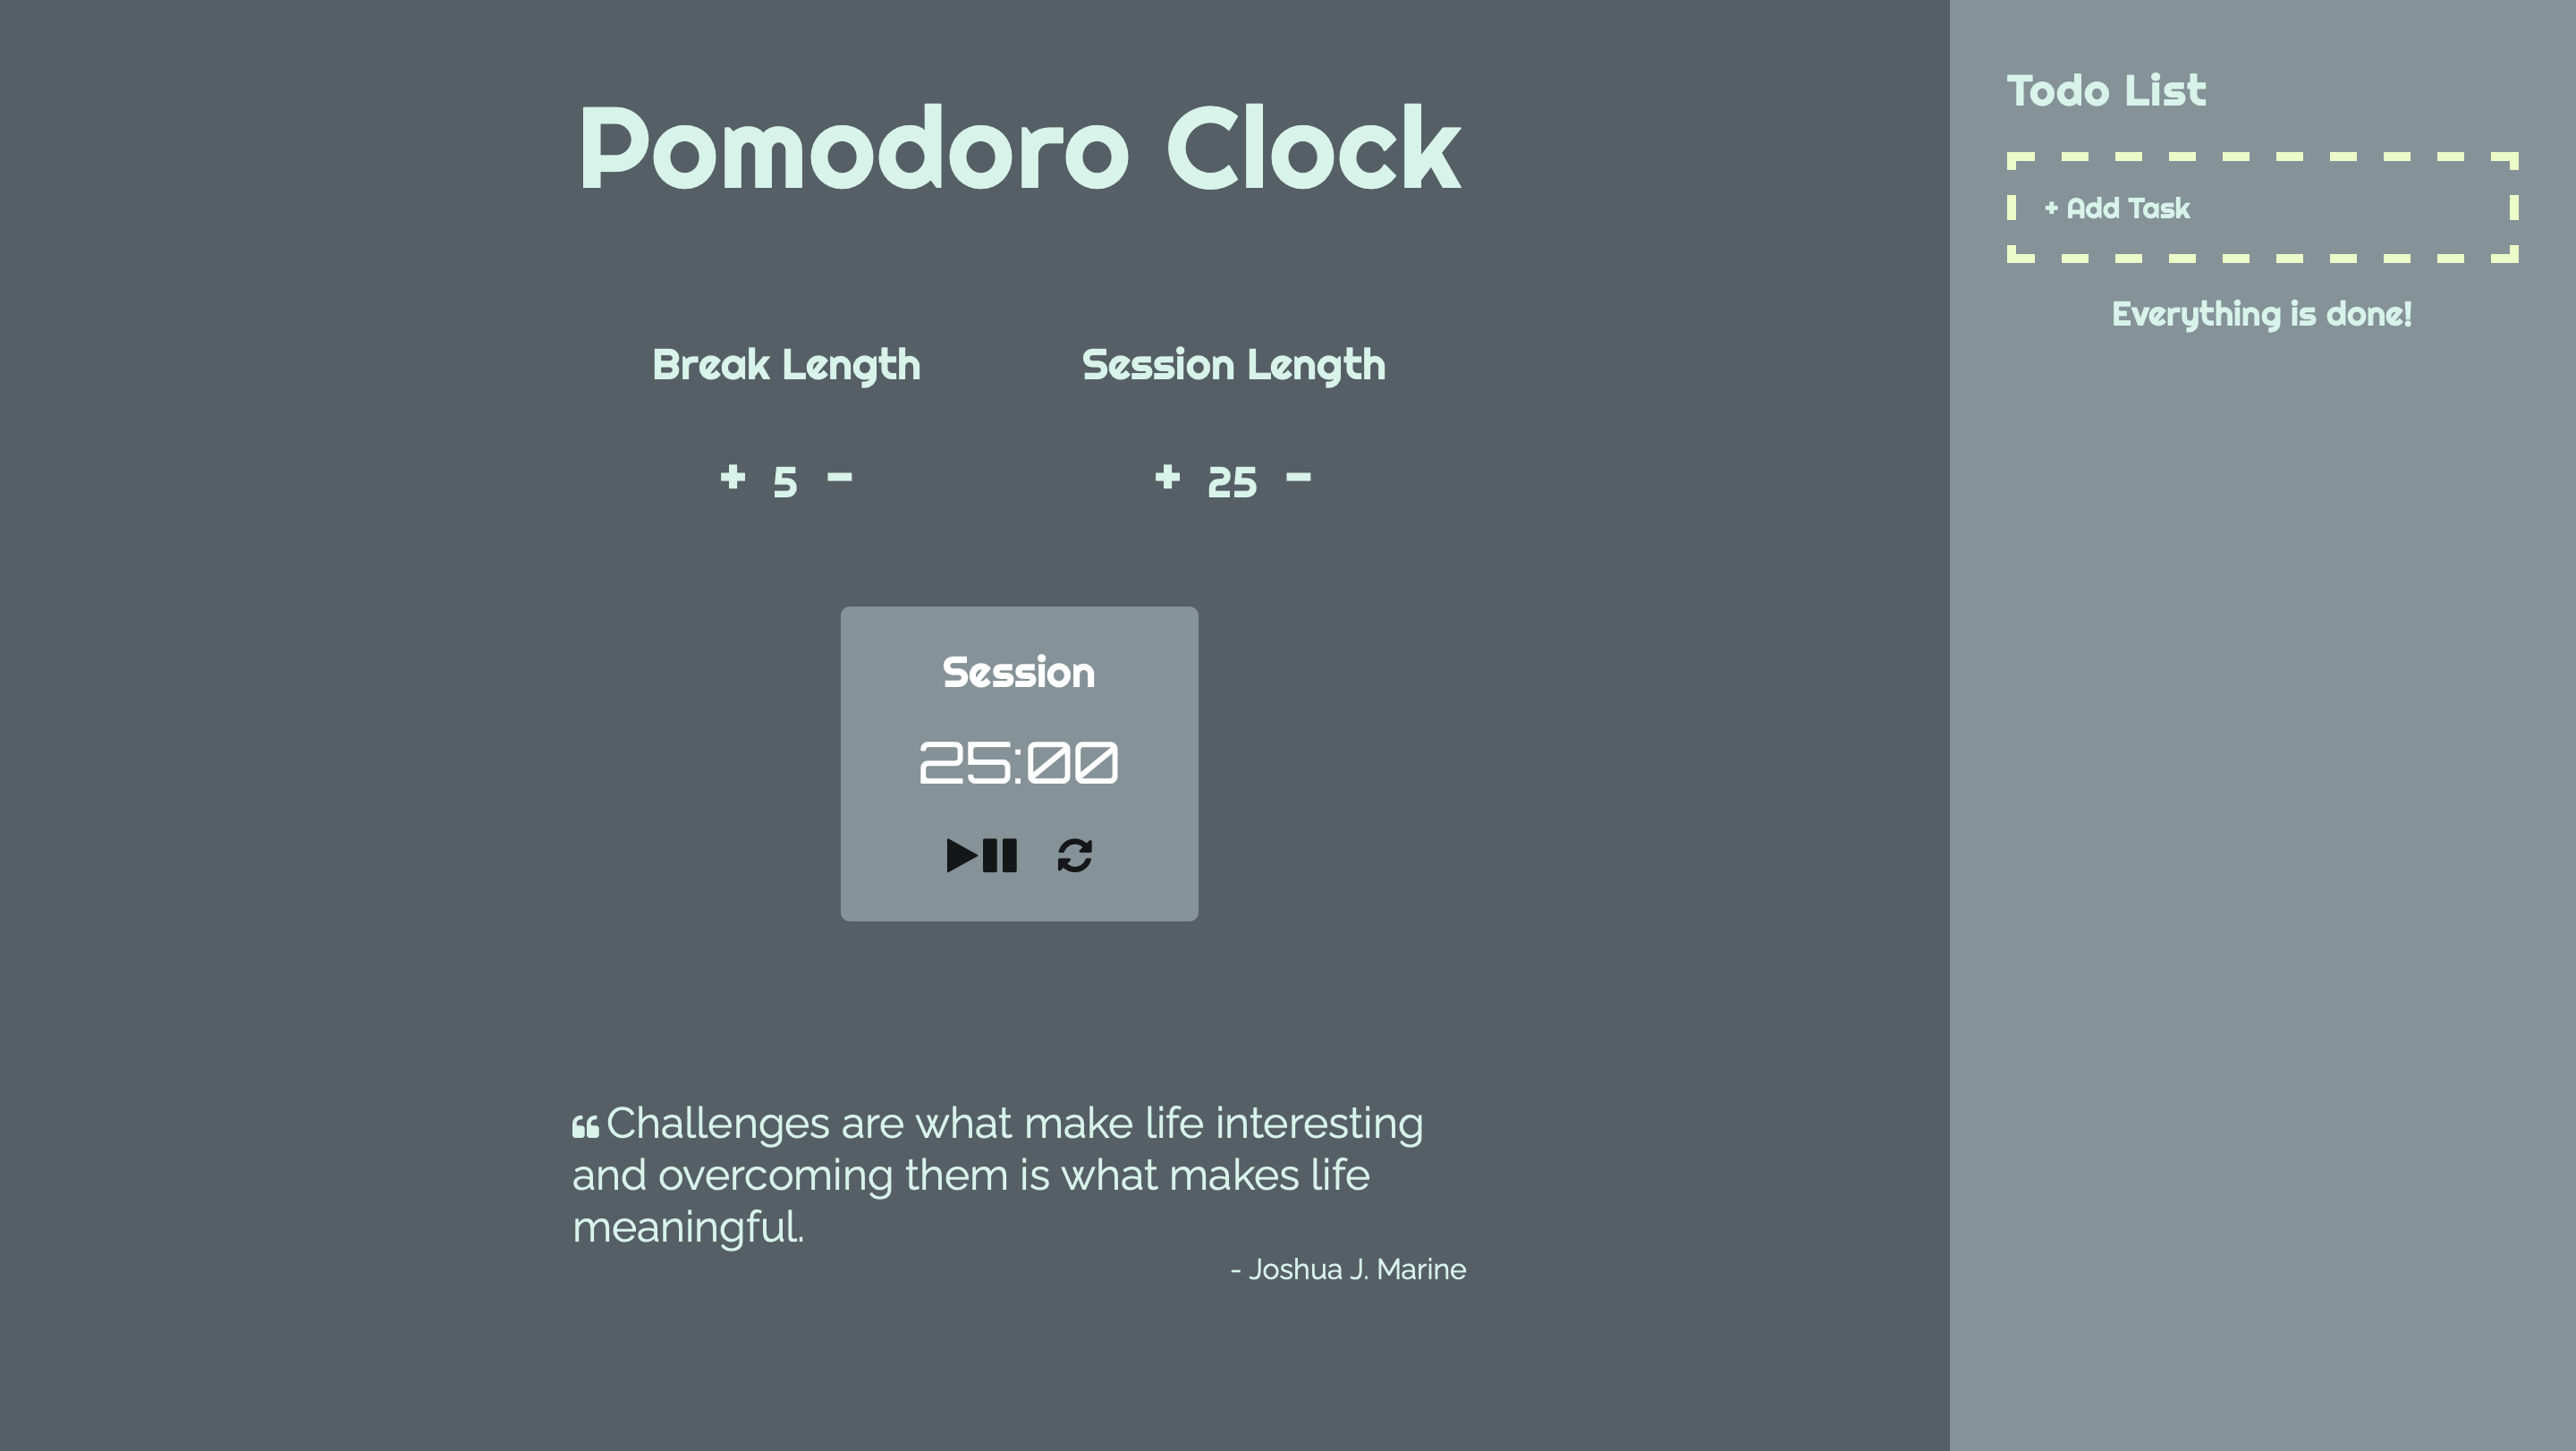 Pomodoro Clock
Break Length
+ 5 -
Session Length
+ 25 -
Session
25:00
Challenges are what make life interesting
and overcoming them is what makes life
meaningful.
- Joshua J. Marine
Todo List
+ Add Task
Everything is done!